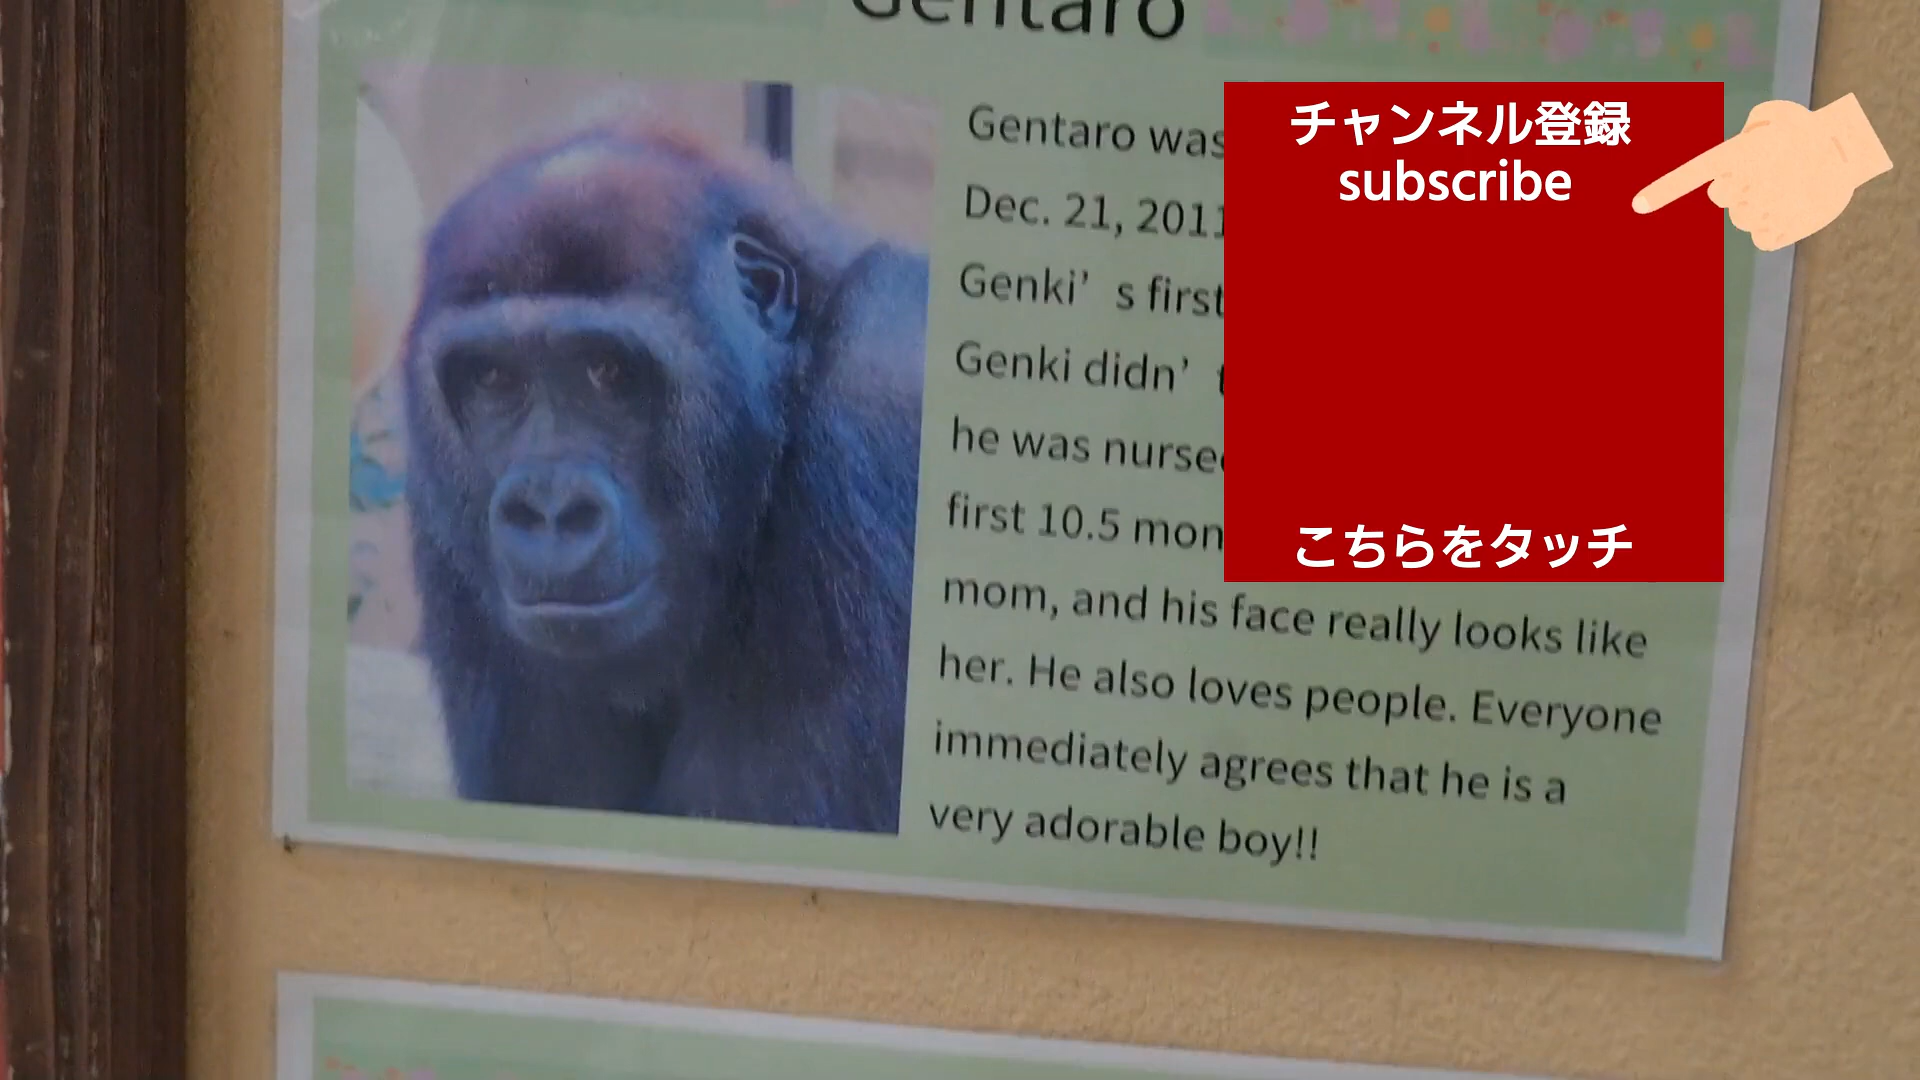 Gentaro
Gentaro was
Dec. 21, 2011
Genki’s first
Genki didn’
he was nursed
first 10.5 mon
mom, and his face really looks like
her. He also loves people. Everyone
immediately agrees that he is a
very adorable boy!!
チャンネル登録
subscribe
こちらをタッチ